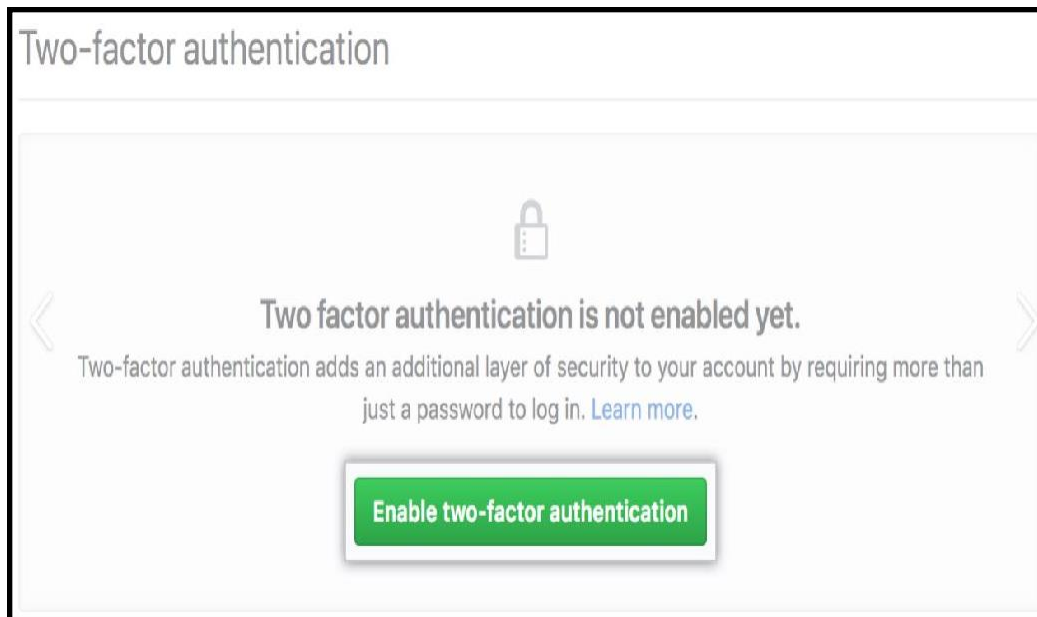 Two-factor authentication
Two factor authentication is not enabled yet.
Two-factor authentication adds an additional layer of security to your account by requiring more than
just a password to log in. Learn more.
Enable two-factor authentication